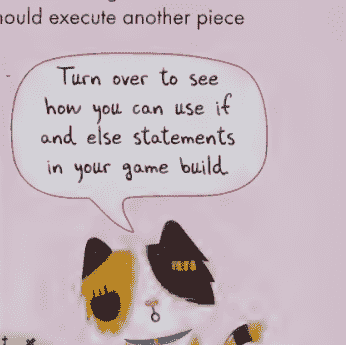 should execute another piece
Turn over to see
how you can use if
and else statements
in your game build